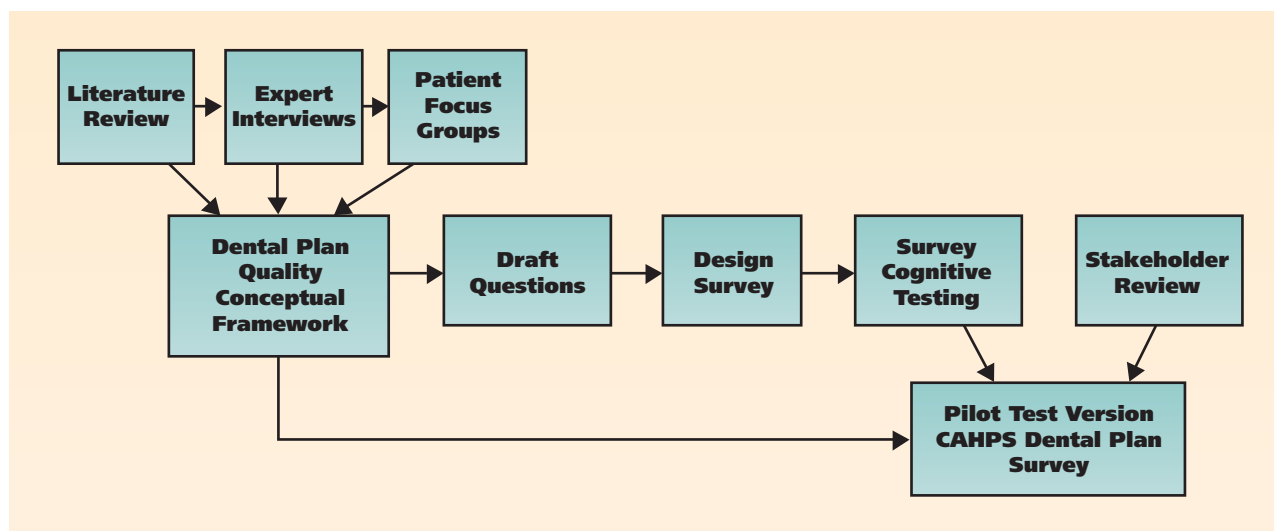 Literature
Review
Expert
Interviews
Patient
Focus
Groups
Dental Plan
Quality
Conceptual
Framework
Draft
Questions
Design
Survey
Survey
Cognitive
Testing
Stakeholder
Review
Pilot Test Version
CAHPS Dental Plan
Survey